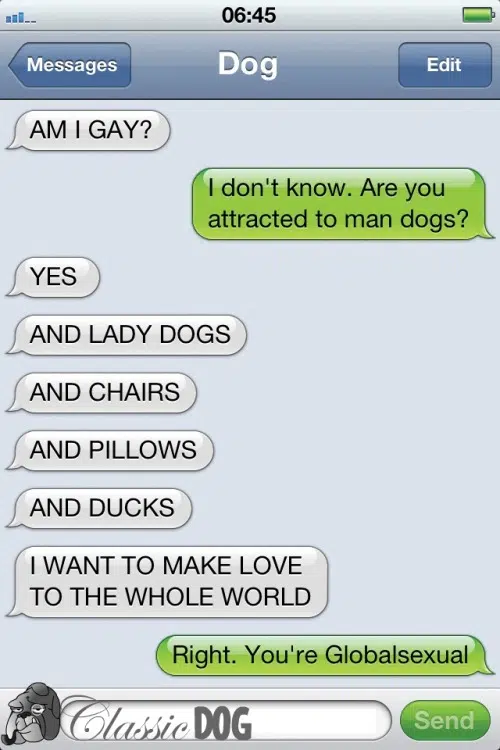 06:45
Messages
Dog
Edit
AM I GAY?
I don't know. Are you
attracted to man dogs?
YES
AND LADY DOGS
AND CHAIRS
AND PILLOWS
AND DUCKS
I WANT TO MAKE LOVE
TO THE WHOLE WORLD
Right. You're Globalsexual
Classic DOG
Send